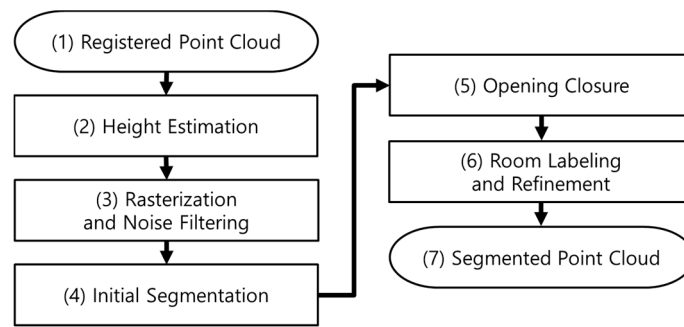 (1) Registered Point Cloud
(2) Height Estimation
(3) Rasterization
and Noise Filtering
(4) Initial Segmentation
(5) Opening Closure
(6) Room Labeling
and Refinement
(7) Segmented Point Cloud